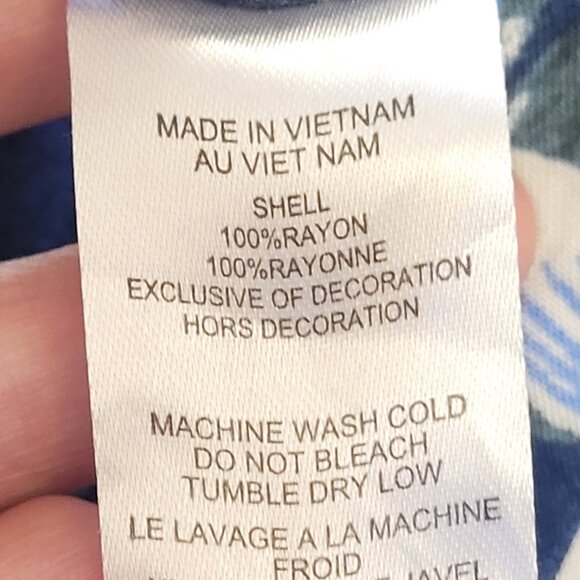 MADE IN VIETNAM
AU VIET NAM
SHELL
100%RAYON
100%RAYONNE
EXCLUSIVE OF DECORATION
HORS DECORATION
MACHINE WASH COLD
DO NOT BLEACH
TUMBLE DRY LOW
LE LAVAGE A LA MACHINE
FROID
JAVEL